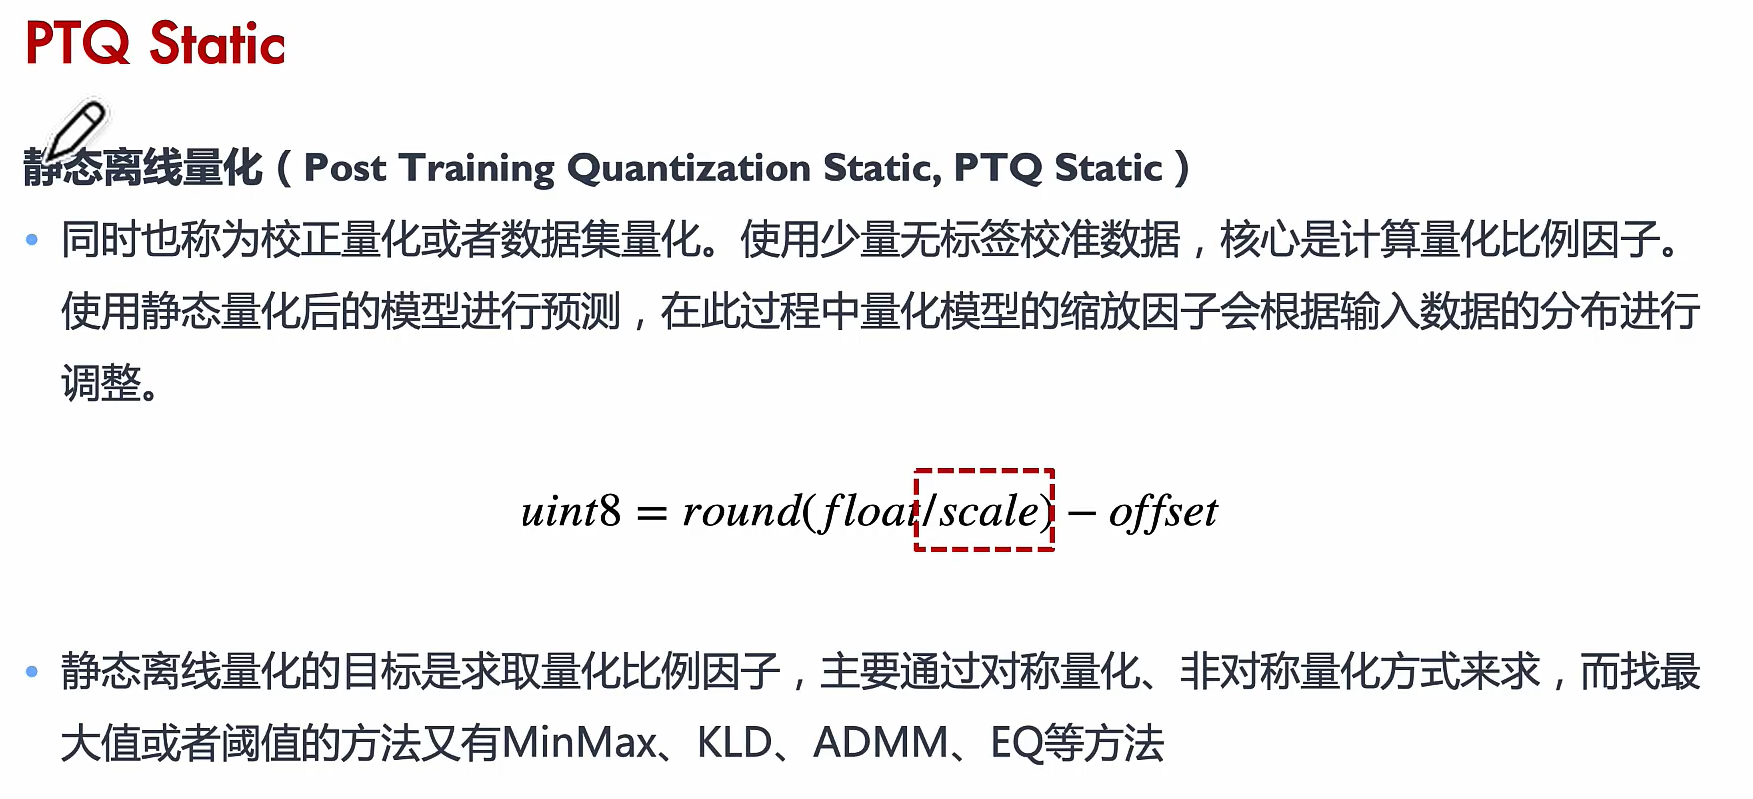 PTQ Static
静态离线量化（Post Training Quantization Static, PTQ Static）
• 同时也称为校正量化或者数据集量化。使用少量无标签校准数据，核心是计算量化比例因子。
使用静态量化后的模型进行预测，在此过程中量化模型的缩放因子会根据输入数据的分布进行
调整。
uint8 = round(float/scale) − offset
• 静态离线量化的目标是求取量化比例因子，主要通过对称量化、非对称量化方式来求，而找最
大值或者阈值的方法又有MinMax、KLD、ADMM、EQ等方法